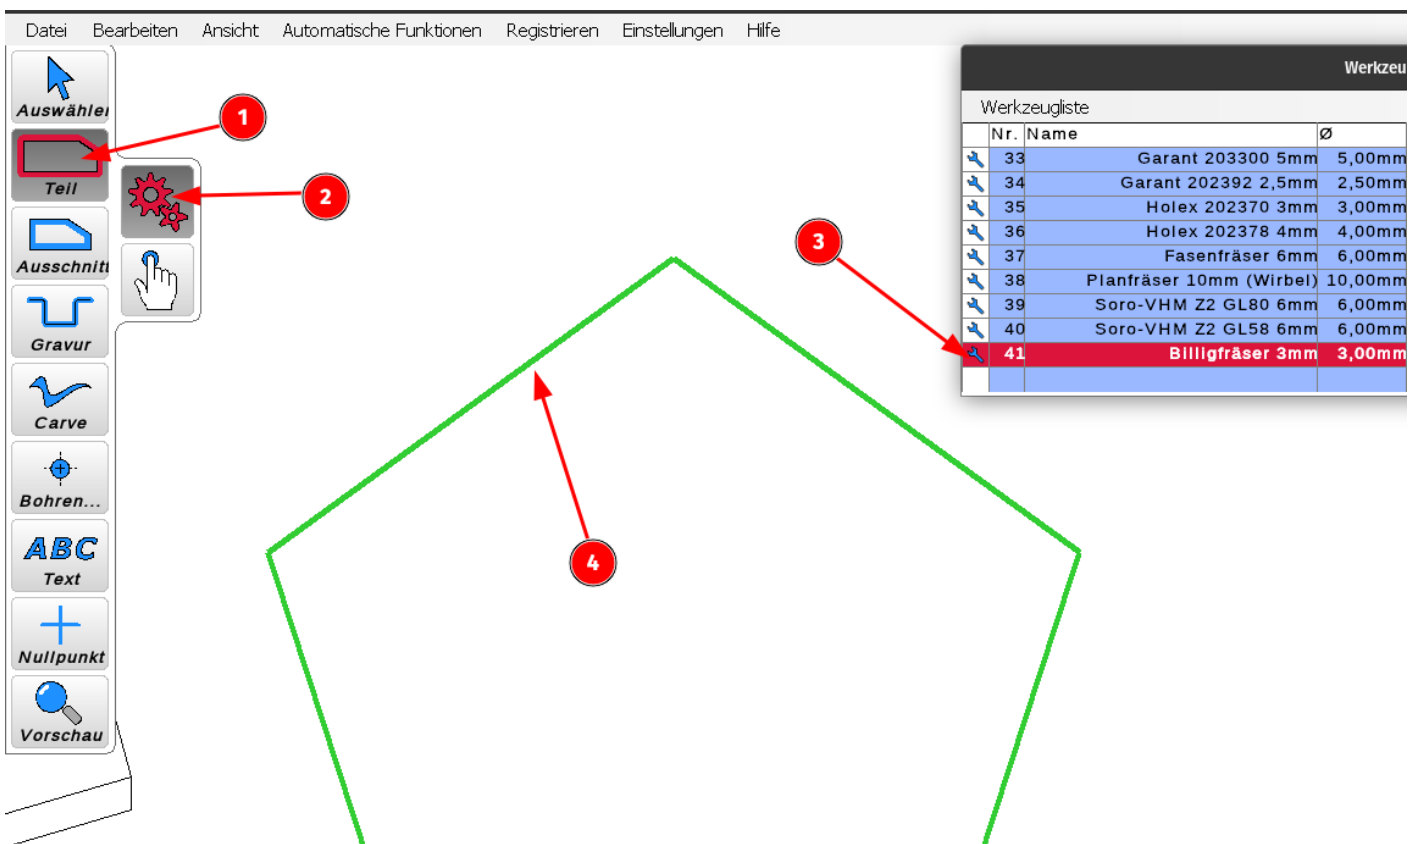 Datei Bearbeiten Ansicht Automatische Funktionen Registrieren Einstellungen Hilfe
Auswähle
1
Teil
2
Ausschnitt
Gravur
Carve
Bohren...
ABC
Text
Nullpunkt
Vorschau
3
4
Werkzeu
Werkzeugliste
Nr. Name Ø
33 Garant 203300 5mm 5,00mm
34 Garant 202392 2,5mm 2,50mm
35 Holex 202370 3mm 3,00mm
36 Holex 202378 4mm 4,00mm
37 Fasenfräser 6mm 6,00mm
38 Planfräser 10mm (Wirbel) 10,00mm
39 Soro-VHM Z2 GL80 6mm 6,00mm
40 Soro-VHM Z2 GL58 6mm 6,00mm
41 Billigfräser 3mm 3,00mm